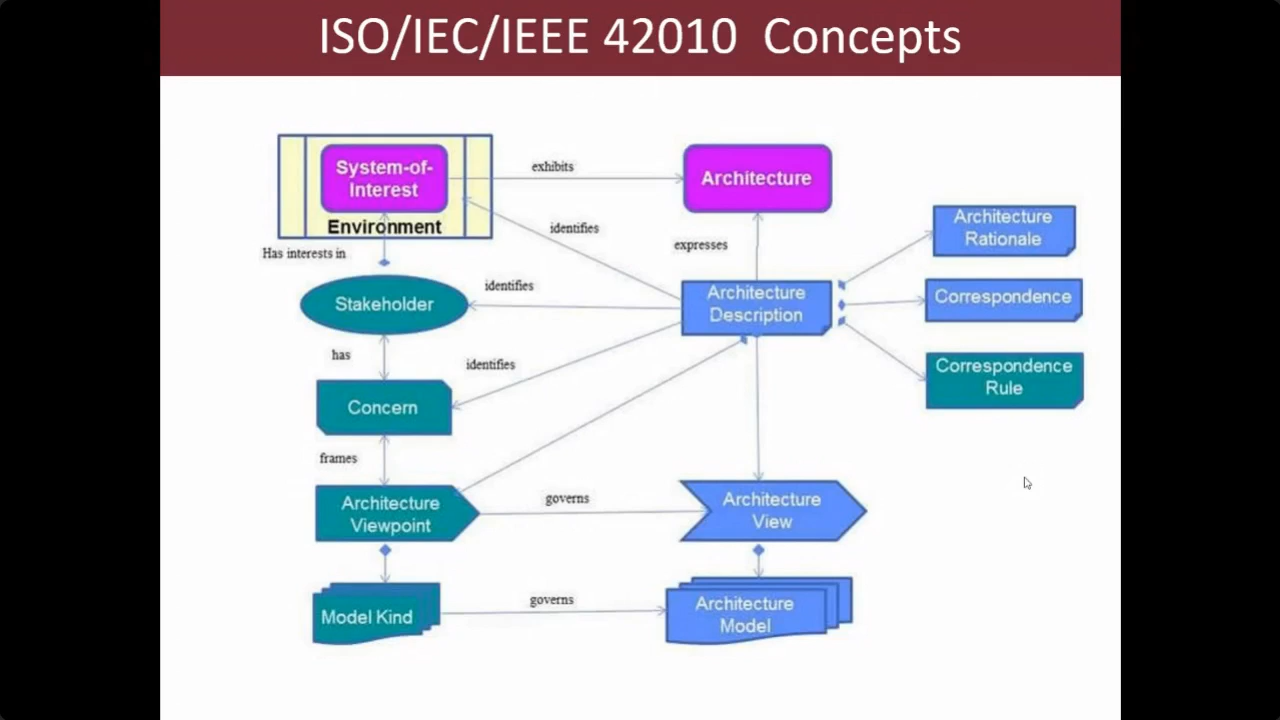 ISO/IEC/IEEE 42010 Concepts
System-of-
Interest
Environment
exhibits
Architecture
identifies
expresses
Architecture
Rationale
Has interests in
Stakeholder
identifies
Architecture
Description
Correspondence
has
identifies
Correspondence
Rule
Concern
frames
Architecture
Viewpoint
governs
Architecture
View
Model Kind
governs
Architecture
Model